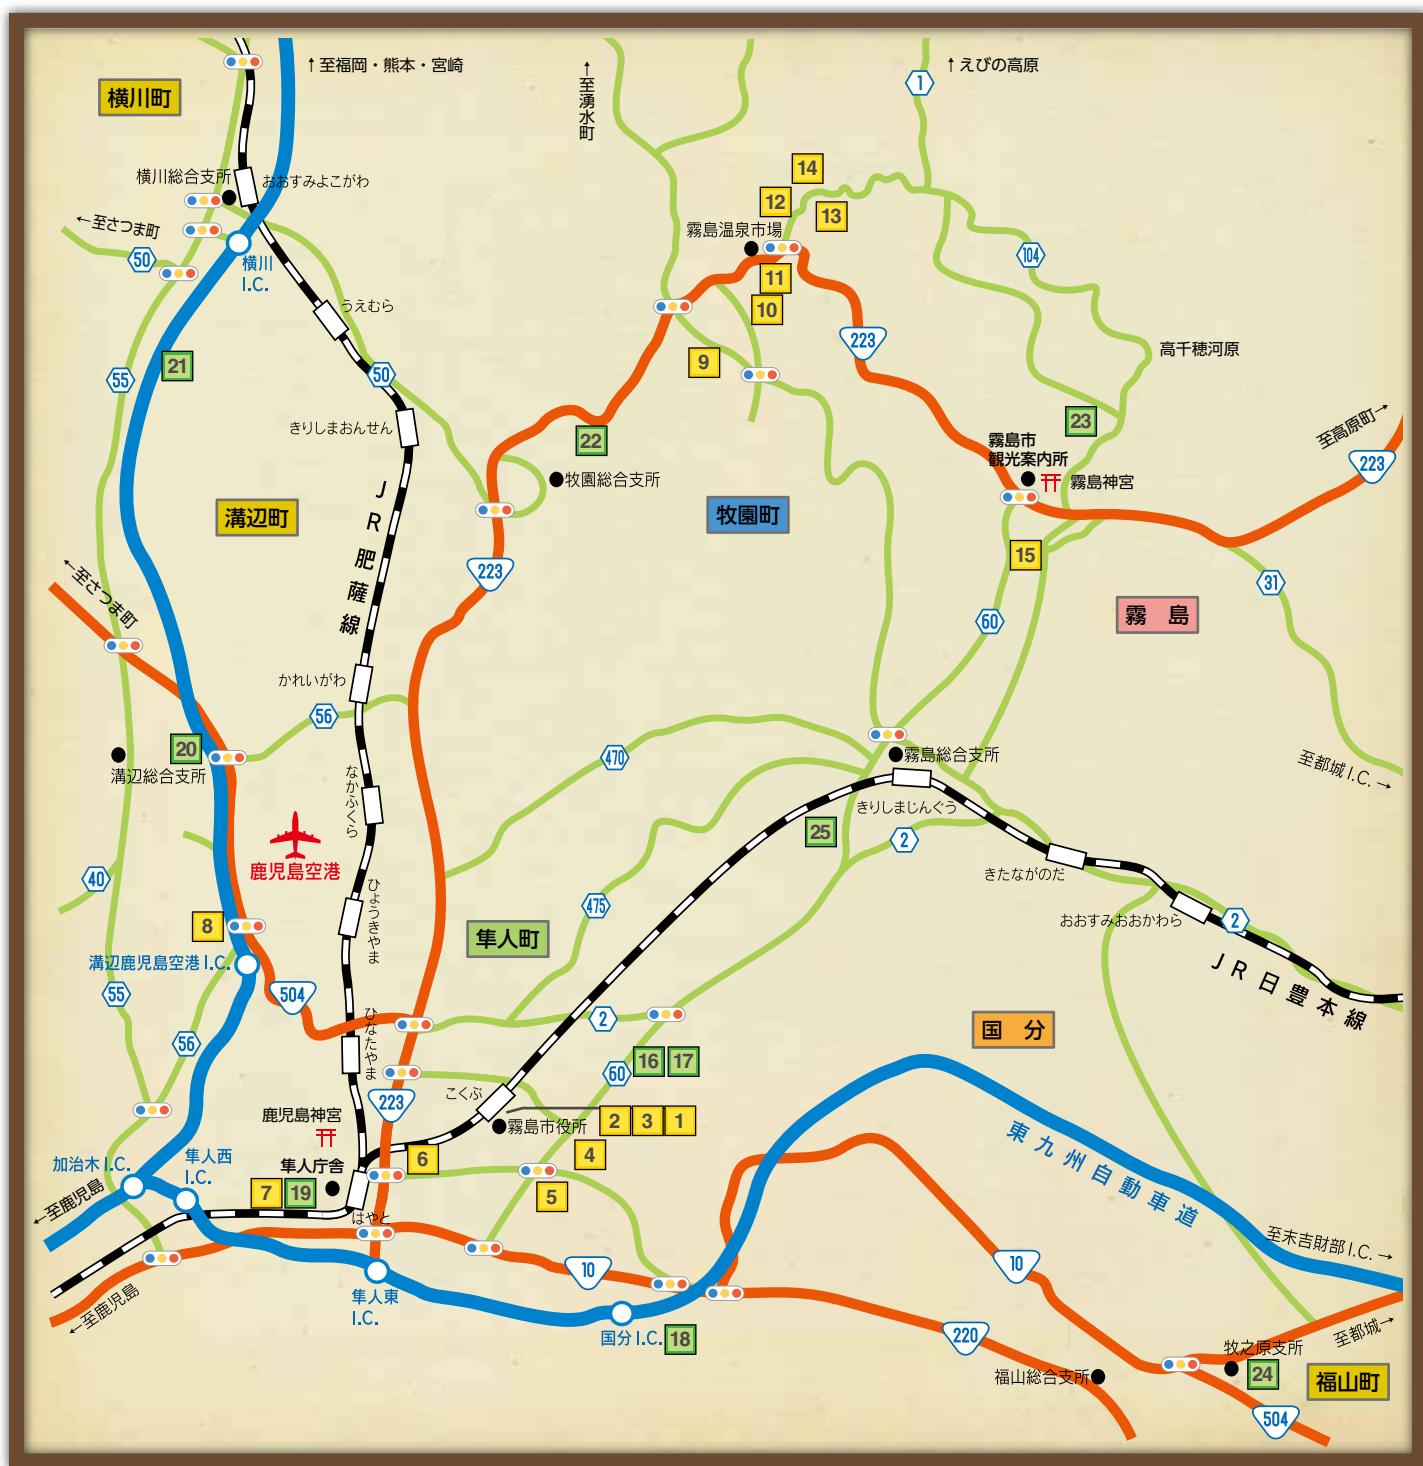 ↑至福岡・熊本・宮崎
↑至湧水町
1
↑えびの高原
横川町
横川総合支所
おおすみよこがわ
14
12
13
←至さつま町
50
横川
I.C.
霧島温泉市場
104
11
10
うえむら
223
9
高千穂河原
21
55
50
23
きりしまおんせん
22
霧島市
観光案内所
至高原町→
223
牧園総合支所
霧島神宮
JR肥薩線
溝辺町
牧園町
15
223
31
←至さつま町
60
霧 島
かれいがわ
56
20
溝辺総合支所
470
霧島総合支所
至都城I.C.→
なかふくら
きりしまじんぐう
25
2
鹿児島空港
40
きたながのだ
ひょうきやま
475
おおすみおおかわら
2
8
隼人町
溝辺鹿児島空港I.C.
JR日豊本線
55
504
ひなたやま
2
国 分
56
60
16
17
223
こくぶ
鹿児島神宮
霧島市役所
2
3
1
東九州自動車道
加治木I.C.
隼人西
I.C.
隼人庁舎
6
4
7
19
5
←至鹿児島
はやと
至末吉財部I.C.→
10
10
←至鹿児島
隼人東
I.C.
国分I.C.
18
220
至都城→
牧之原支所
福山総合支所
24
福山町
504